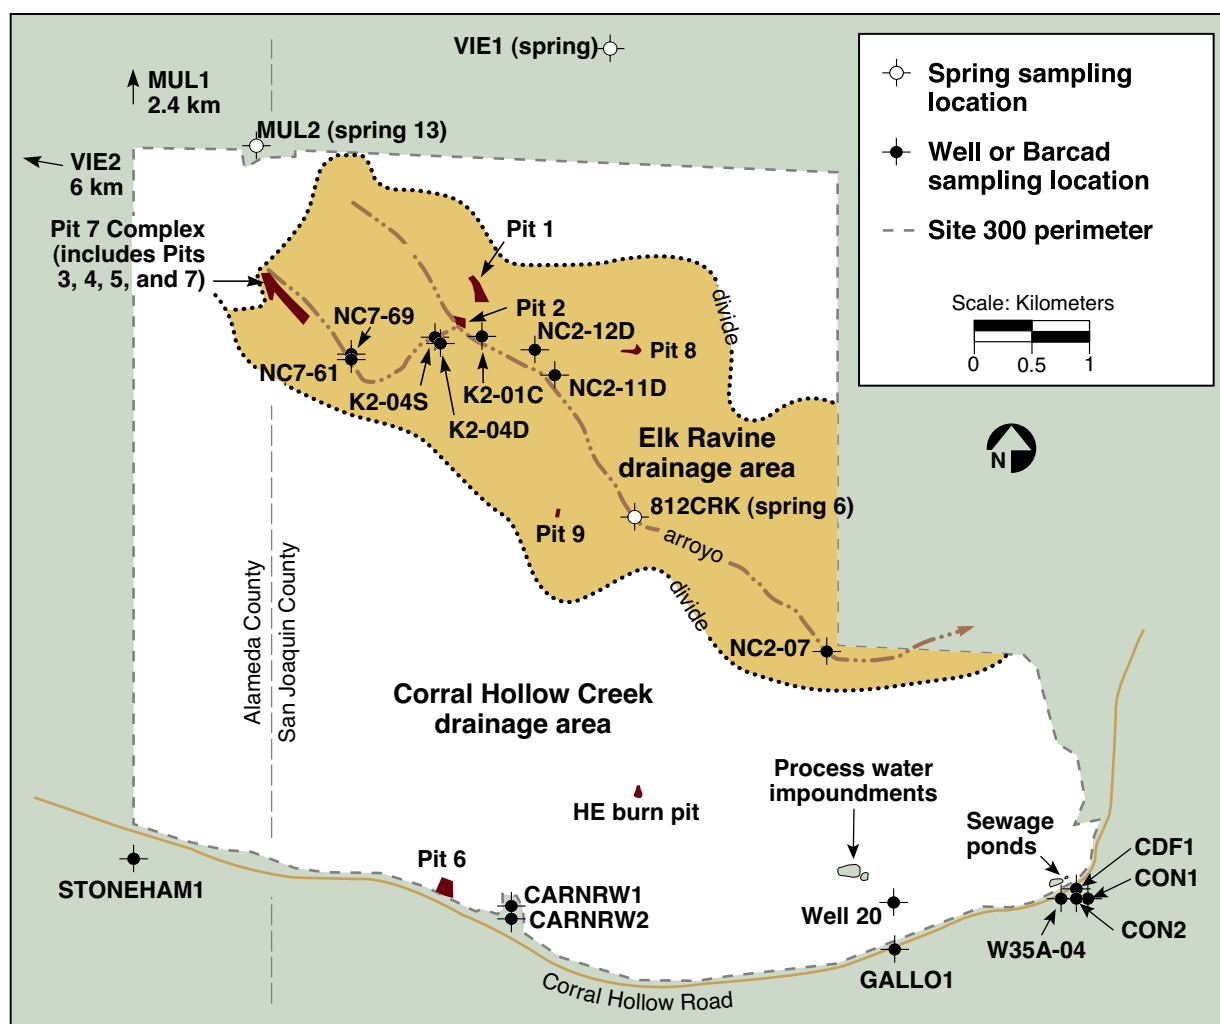 VIE1 (spring)
MUL1
2.4 km
MUL2 (spring 13)
VIE2
6 km
Spring sampling
location
Well or Barcad
sampling location
Site 300 perimeter
Scale: Kilometers
0 0.5 1
N
Pit 7 Complex
(includes Pits
3, 4, 5, and 7)
Pit 1
divide
Pit 2
NC7-69
NC2-12D
Pit 8
NC7-61
K2-04S
K2-01C
NC2-11D
K2-04D
Elk Ravine
drainage area
812CRK (spring 6)
Pit 9
arroyo
divide
Alameda County
San Joaquin County
NC2-07
Corral Hollow Creek
drainage area
Process water
impoundments
HE burn pit
Sewage
ponds
CDF1
CON1
CON2
W35A-04
Pit 6
STONEHAM1
CARNRW1
CARNRW2
Well 20
GALLO1
Corral Hollow Road